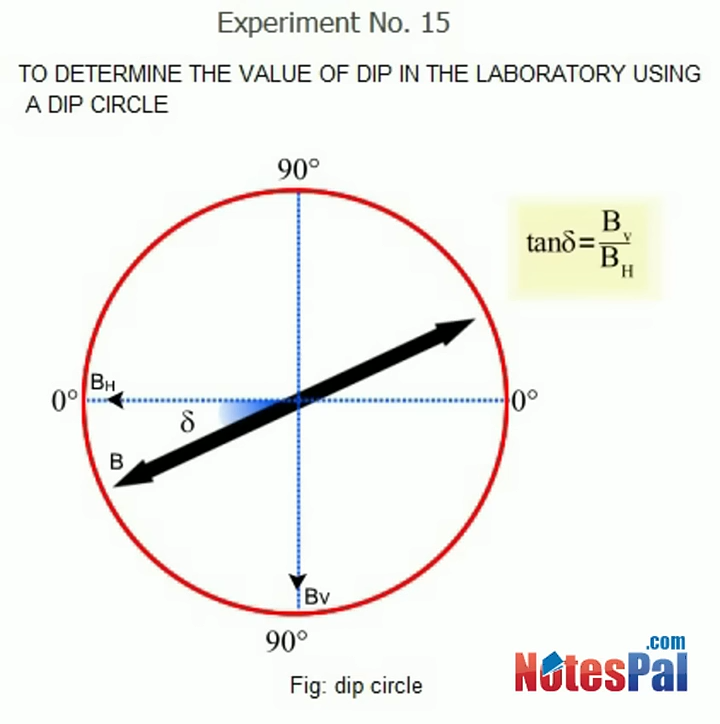 Experiment No. 15
TO DETERMINE THE VALUE OF DIP IN THE LABORATORY USING
A DIP CIRCLE
90°
tanδ = Bv / BH
BH
0°
0°
δ
B
Bv
90°
Fig: dip circle
NotesPal.com